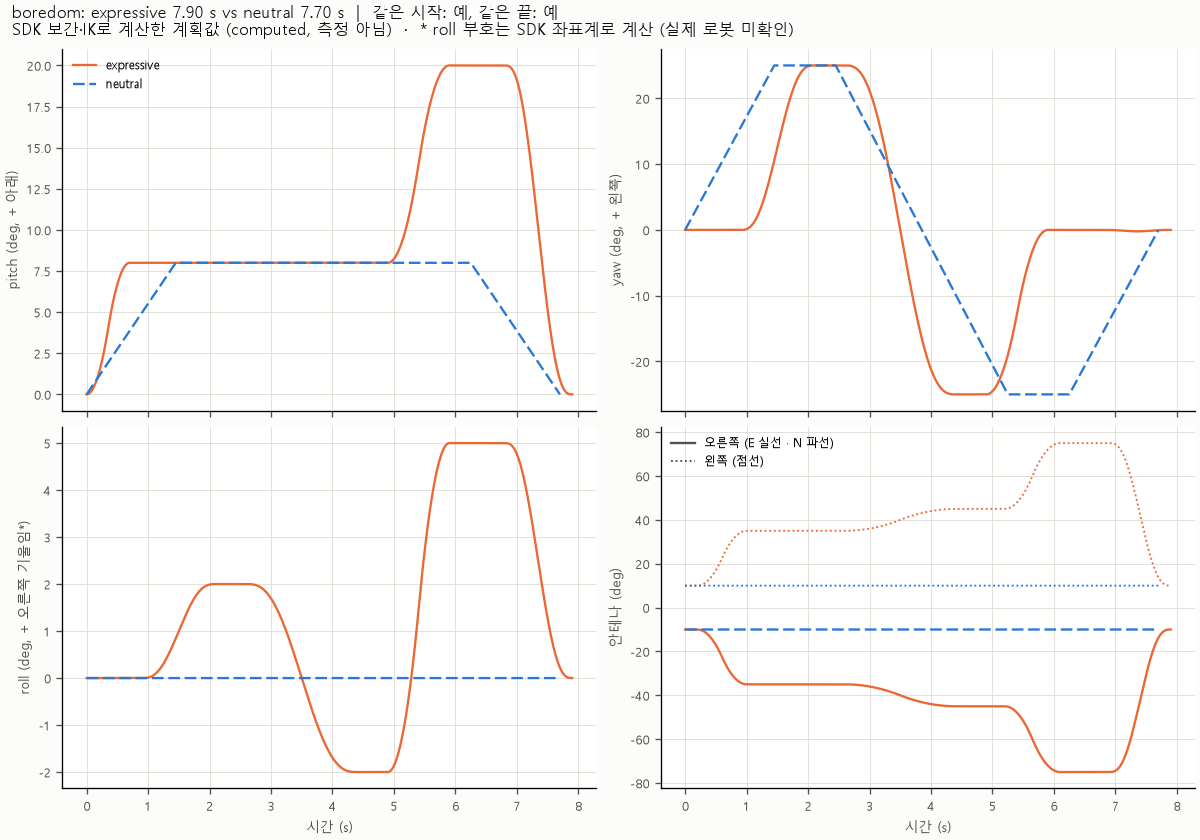 boredom: expressive 7.90 s vs neutral 7.70 s | 같은 시작: 예, 같은 끝: 예
SDK 보간·IK로 계산한 계획값 (computed, 측정 아님) · * roll 부호는 SDK 좌표계로 계산 (실제 로봇 미확인)
expressive
neutral
pitch (deg, + 아래)
20.0
17.5
15.0
12.5
10.0
7.5
5.0
2.5
0.0
yaw (deg, + 왼쪽)
20
10
0
-10
-20
roll (deg, + 오른쪽 기울임*)
5
4
3
2
1
0
-1
-2
0 1 2 3 4 5 6 7 8
시간 (s)
오른쪽 (E 실선 · N 파선)
왼쪽 (점선)
안테나 (deg)
80
60
40
20
0
-20
-40
-60
-80
0 1 2 3 4 5 6 7 8
시간 (s)